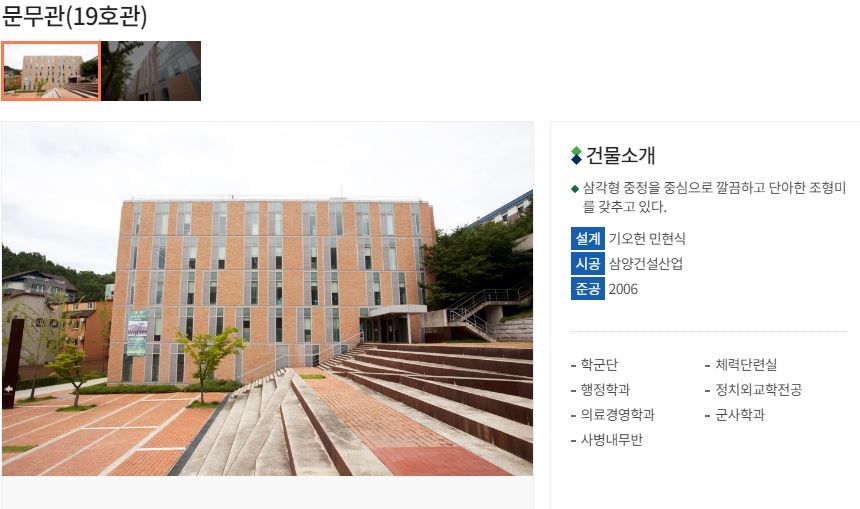 문무관(19호관)
건물소개
삼각형 중정을 중심으로 깔끔하고 단아한 조형미
를 갖추고 있다.
설계 기오헌 민현식
시공 삼양건설산업
준공 2006
- 학군단
- 체력단련실
- 행정학과
- 정치외교학전공
- 의료경영학과
- 군사학과
- 사병내무반